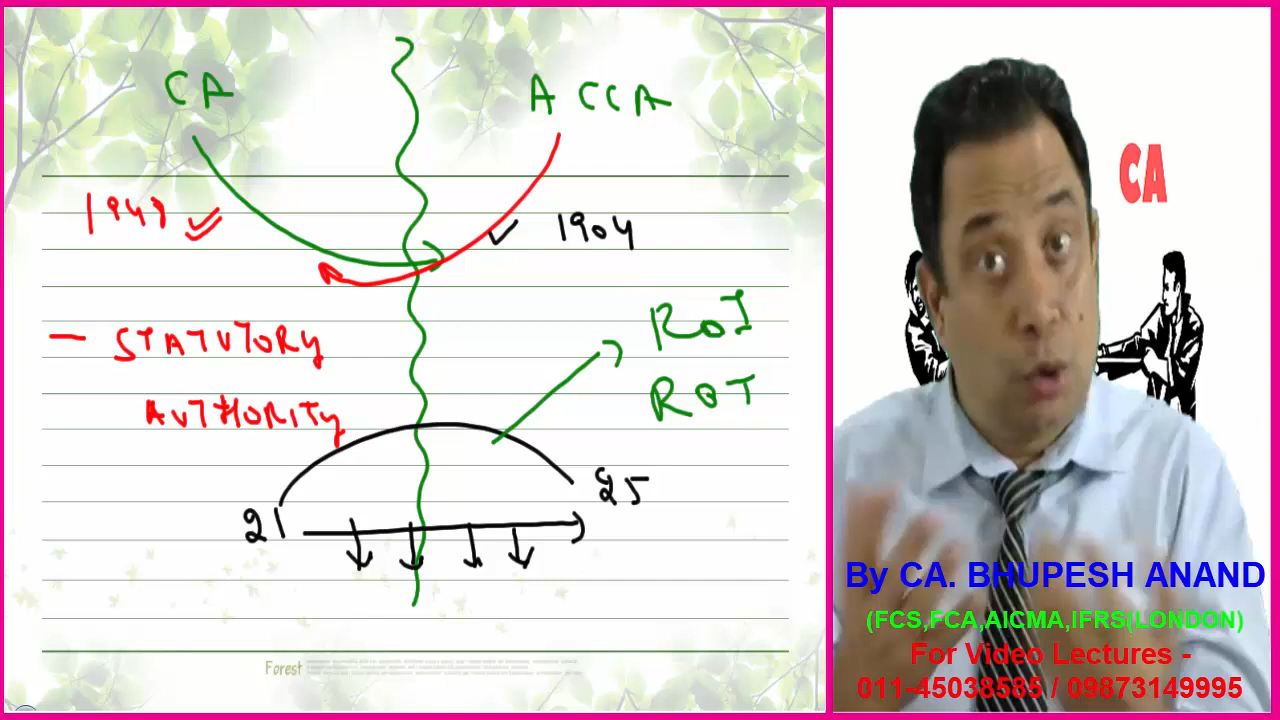 CA
ACCA
1949
1904
- STATUTORY
AUTHORITY
ROI
ROT
21
25
Forest
CA
By CA. BHUPESH ANAND
(FCS,FCA,AICMA,IFRS(LONDON)
For Video Lectures -
011-45038585 / 09873149995